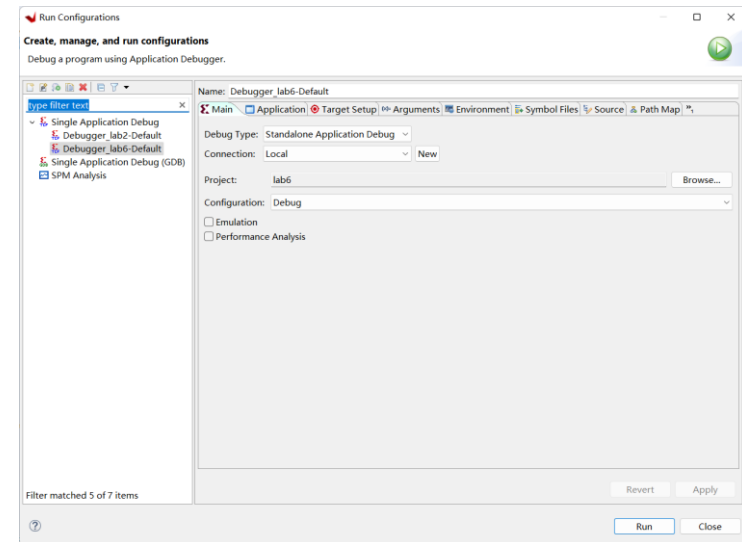 Run Configurations
Create, manage, and run configurations
Debug a program using Application Debugger.
type filter text
Single Application Debug
Debugger_lab2-Default
Debugger_lab6-Default
Single Application Debug (GDB)
SPM Analysis
Filter matched 5 of 7 items
Name: Debugger_lab6-Default
Main Application Target Setup Arguments Environment Symbol Files Source Path Map »1
Debug Type: Standalone Application Debug
Connection: Local New
Project: lab6 Browse...
Configuration: Debug
Emulation
Performance Analysis
Revert Apply
Run Close